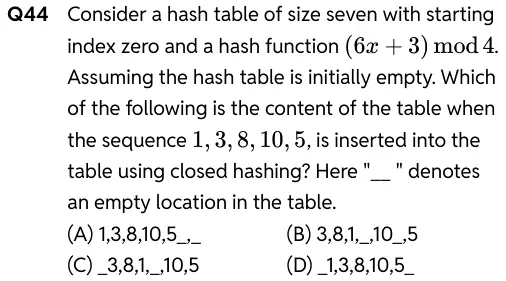 Q44 Consider a hash table of size seven with starting
index zero and a hash function (6x + 3) mod 4.
Assuming the hash table is initially empty. Which
of the following is the content of the table when
the sequence 1, 3, 8, 10, 5, is inserted into the
table using closed hashing? Here "__ " denotes
an empty location in the table.
(A) 1,3,8,10,5_,_ (B) 3,8,1,_,10_,5
(C) _3,8,1,_,10,5 (D) _1,3,8,10,5_